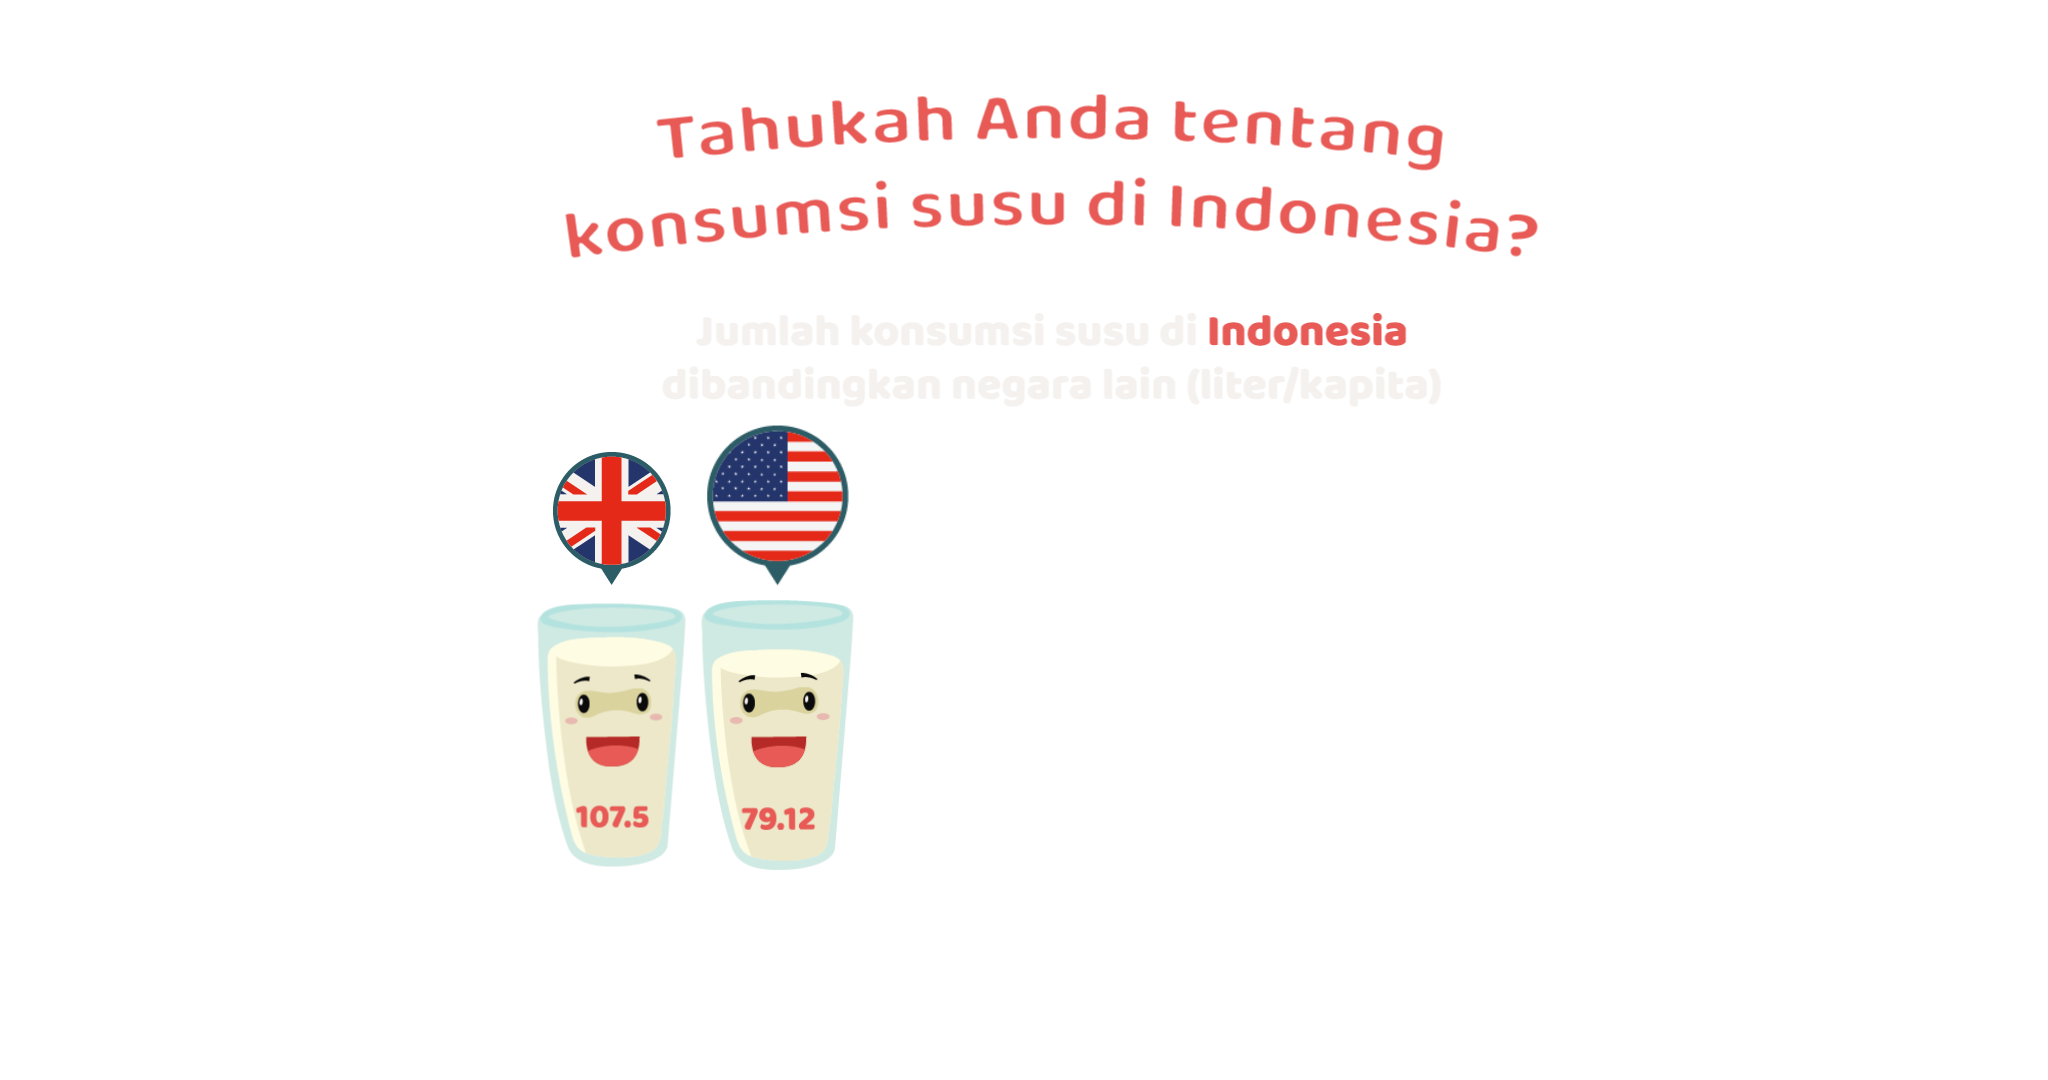 Tahukah Anda tentang
konsumsi susu di Indonesia?
Jumlah konsumsi susu di Indonesia
dibandingkan negara lain (liter/kapita)
107.5
79.12